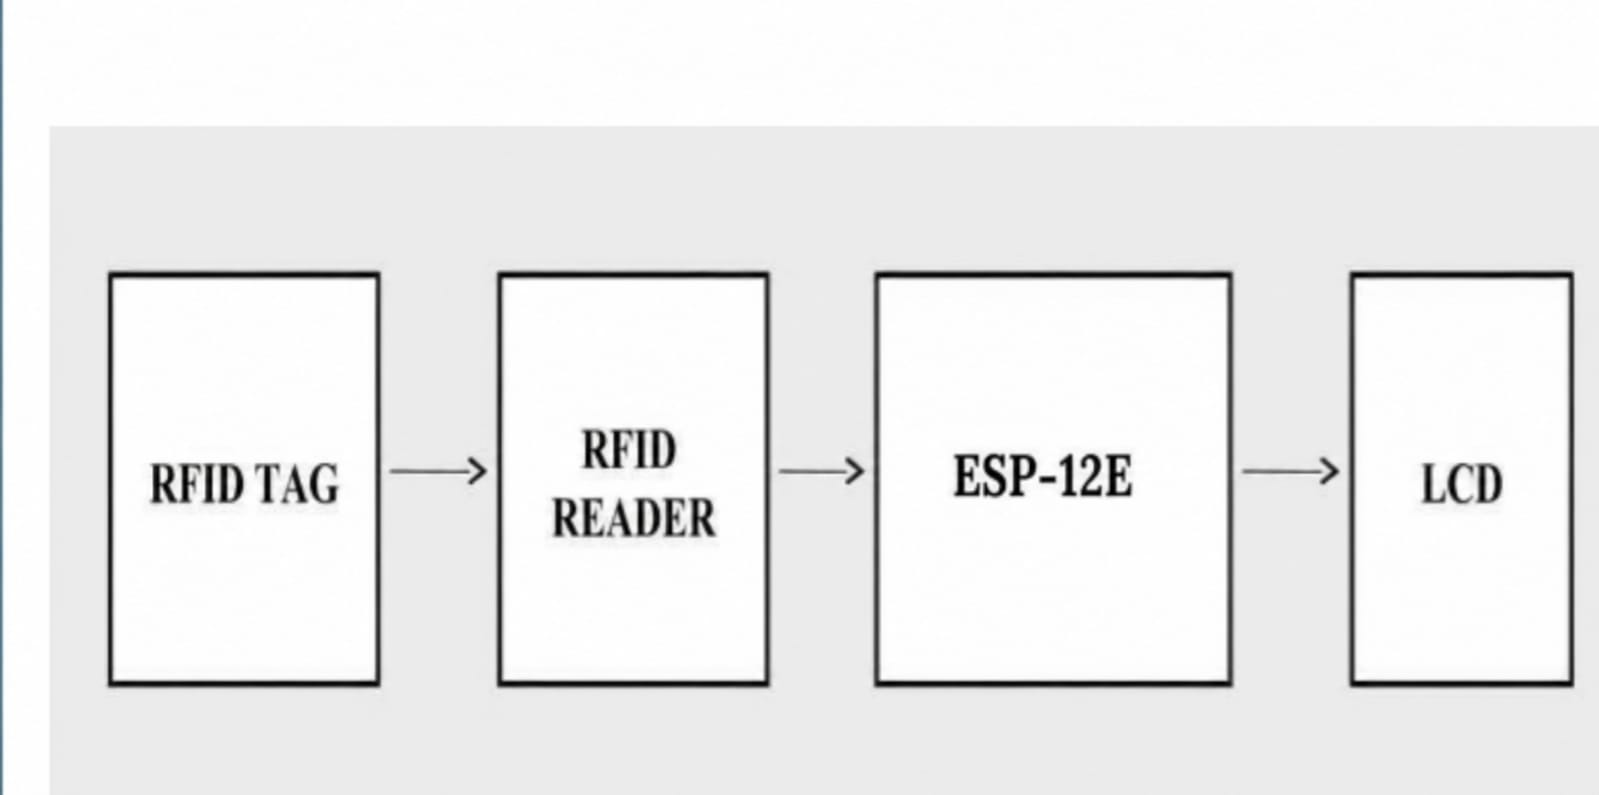 RFID TAG
RFID
READER
ESP-12E
LCD